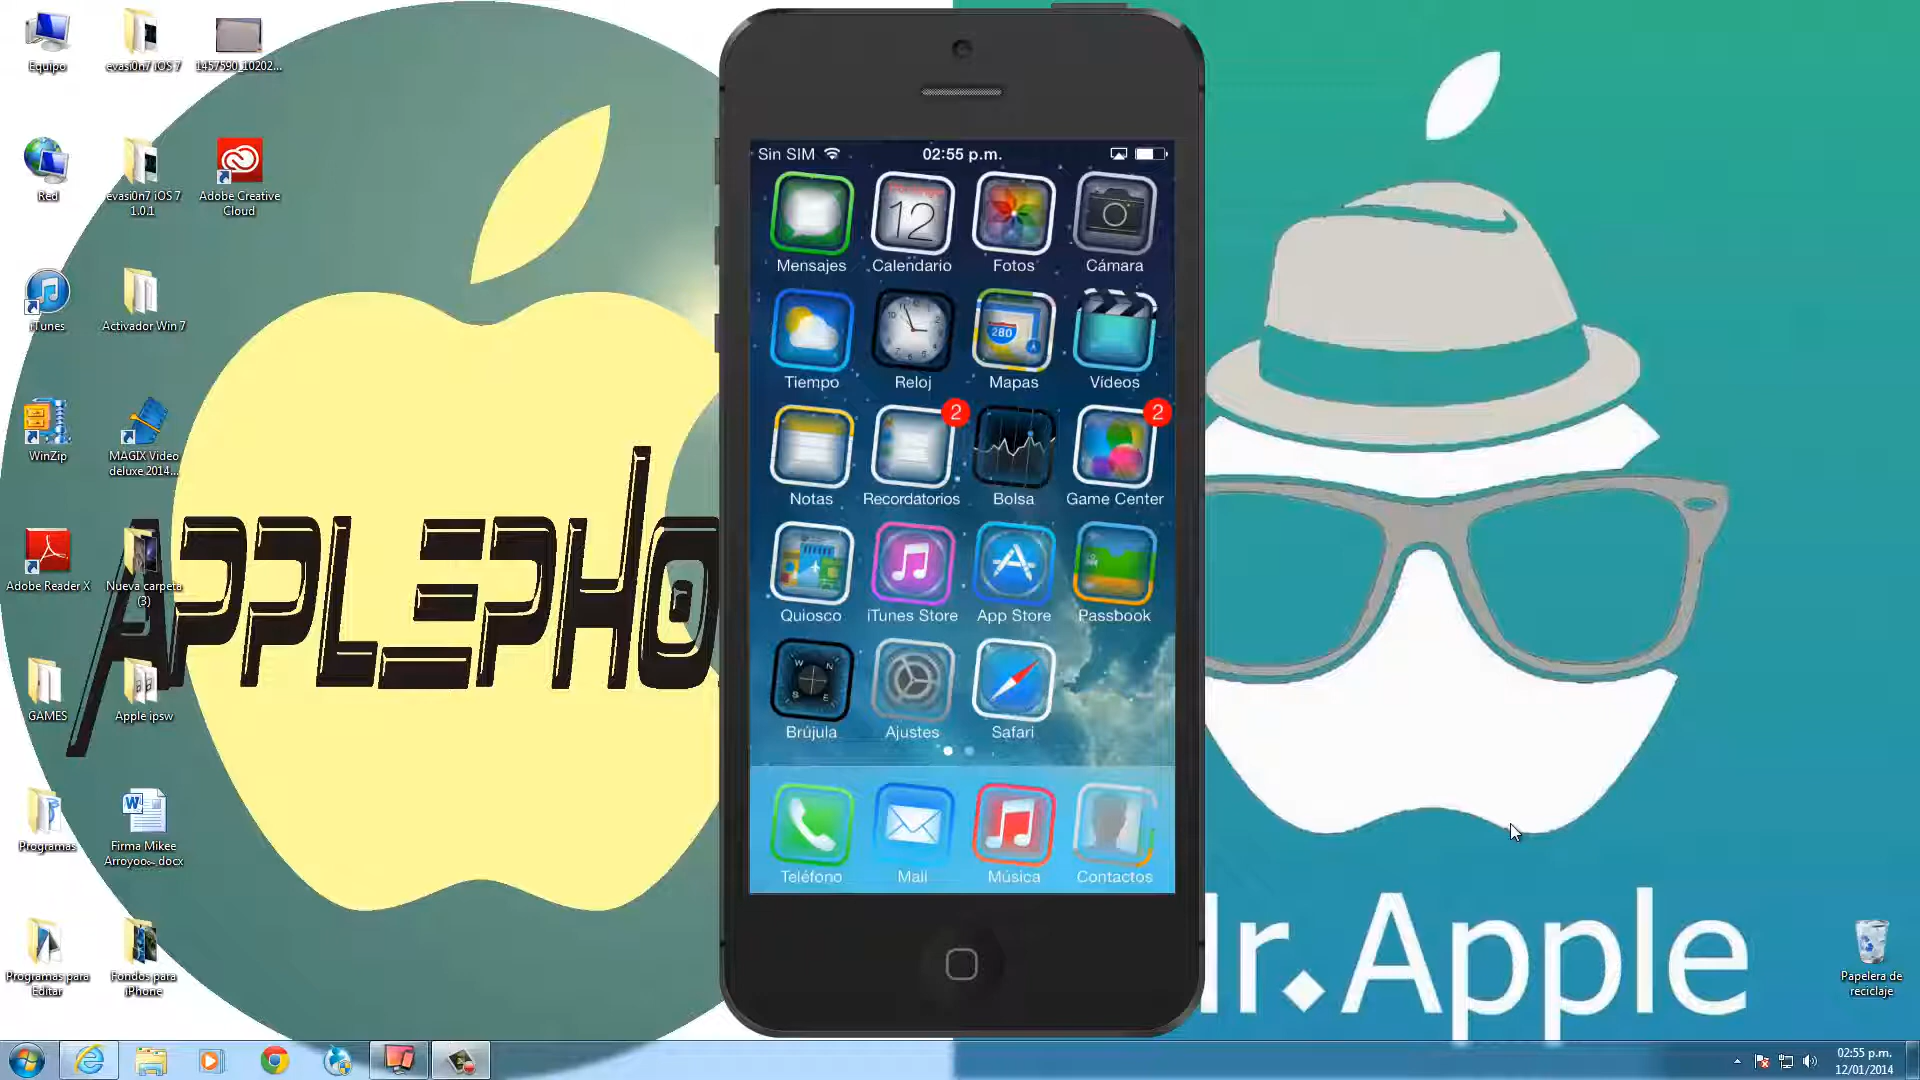 Equipo
evasi0n7 iOS 7
1457590_10202...
Red
evasi0n7 iOS 7
1.0.1
Adobe Creative
Cloud
iTunes
Activador Win 7
WinZip
MAGIX Video
deluxe 2014...
Adobe Reader X
Nueva carpeta
(3)
GAMES
Apple ipsw
Programas
Firma Mikee
Arroyoo~.docx
Programas para
Editar
Fondos para
iPhone
APPLEPHO
Sin SIM
02:55 p.m.
12
Mensajes
Calendario
Fotos
Cámara
280
Tiempo
Reloj
Mapas
Vídeos
2
2
Notas
Recordatorios
Bolsa
Game Center
Quiosco
iTunes Store
App Store
Passbook
W N
S E
Brújula
Ajustes
Safari
Teléfono
Mail
Música
Contactos
r.Apple
Papelera de
reciclaje
02:55 p.m.
12/01/2014